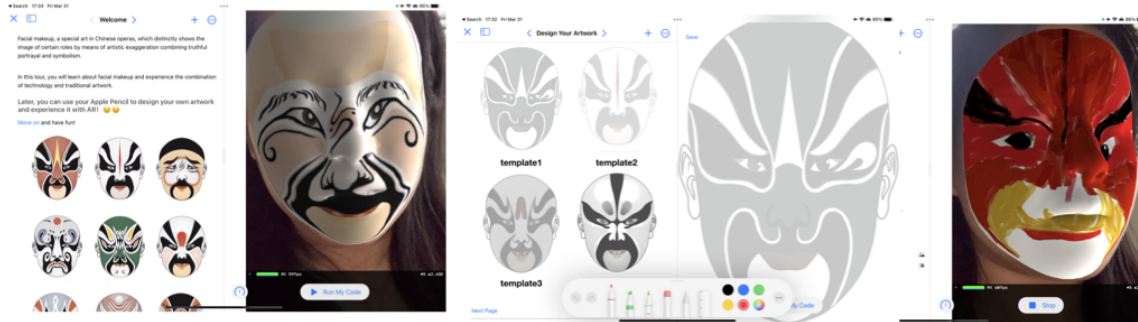 Search 17:53 Fri Mar 31
Welcome
Facial makeup, a special art in Chinese operas, which distinctly shows the
image of certain roles by means of artistic exaggeration combining truthful
portrayal and symbolism.
In this tour, you will learn about facial makeup and experience the combination
of technology and traditional artwork.
Later, you can use your Apple Pencil to design your own artwork
and experience it with AR! 😝😝
Move on and have fun!
Run My Code
Search 17:52 Fri Mar 31
Design Your Artwork
template1
template2
template3
Next Page
Save
88%
My Code
Stop